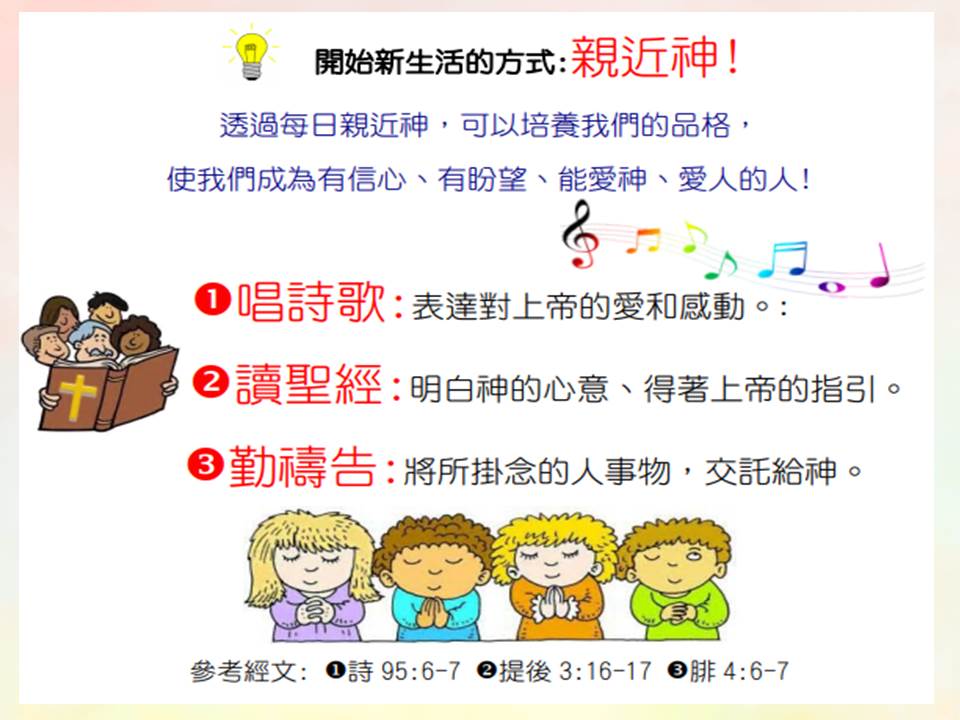 開始新生活的方式:親近神!
透過每日親近神，可以培養我們的品格，
使我們成為有信心、有盼望、能愛神、愛人的人!
❶唱詩歌:表達對上帝的愛和感動。:
❷讀聖經:明白神的心意、得著上帝的指引。
❸勤禱告:將所掛念的人事物，交託給神。
參考經文: ❶詩 95:6-7 ❷提後 3:16-17 ❸腓 4:6-7